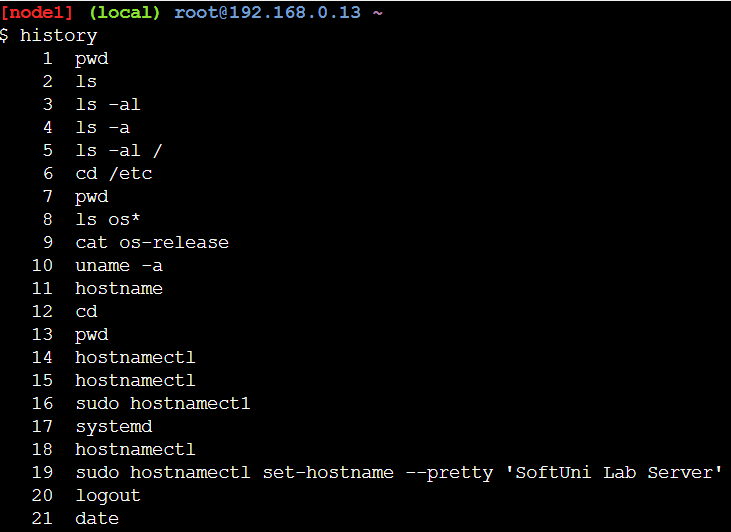 [node1] (local) root@192.168.0.13 ~
$ history
1 pwd
2 ls
3 ls -al
4 ls -a
5 ls -al /
6 cd /etc
7 pwd
8 ls os*
9 cat os-release
10 uname -a
11 hostname
12 cd
13 pwd
14 hostnamectl
15 hostnamectl
16 sudo hostnamect1
17 systemd
18 hostnamectl
19 sudo hostnamectl set-hostname --pretty 'SoftUni Lab Server'
20 logout
21 date